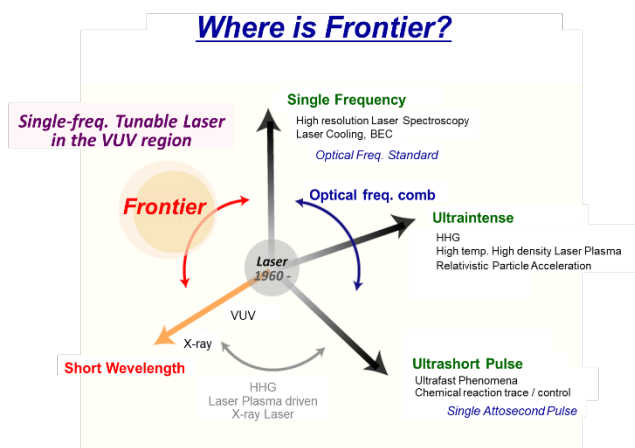 Where is Frontier?
Single-freq. Tunable Laser
in the VUV region
Single Frequency
High resolution Laser Spectroscopy
Laser Cooling, BEC
Optical Freq. Standard
Frontier
Optical freq. comb
Ultraintense
HHG
High temp. High density Laser Plasma
Relativistic Particle Acceleration
Laser
1960 -
VUV
X-ray
Short Wevelength
HHG
Laser Plasma driven
X-ray Laser
Ultrashort Pulse
Ultrafast Phenomena
Chemical reaction trace / control
Single Attosecond Pulse